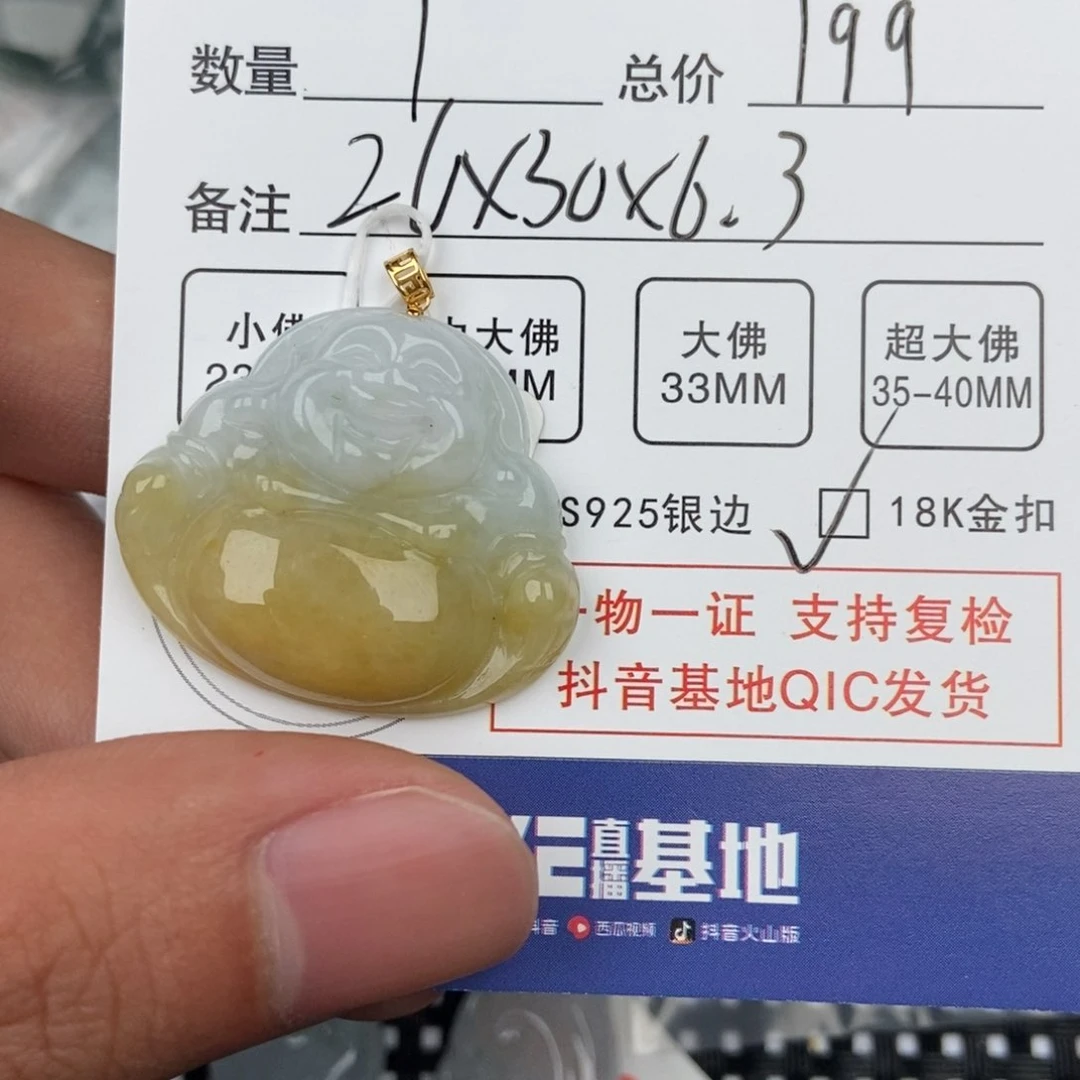 数量 1 总价 199
备注 26x30x6.3
大佛 大佛 超大佛
33MM 35-40MM
S925银边 18K金扣
一物一证 支持复检
抖音基地QIC发货
直播基地
抖音 西瓜视频 抖音火山版